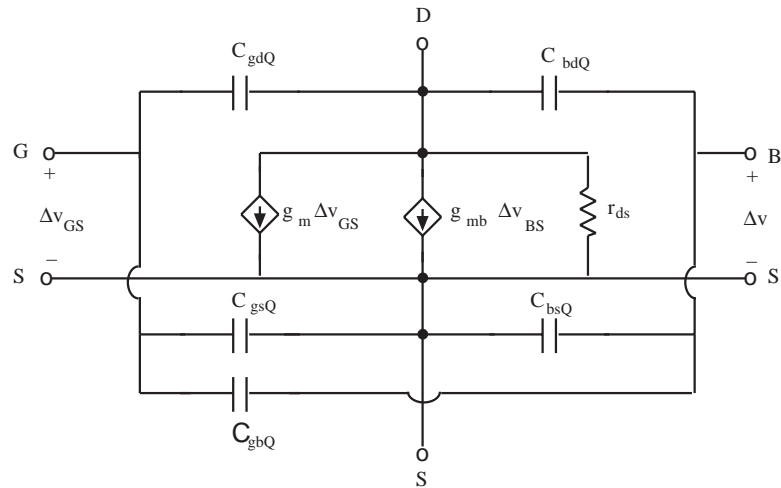 D
C gdQ
C bdQ
G
B
+
+
Δv GS
g m Δv GS
g mb Δv BS
r ds
Δv
−
−
S
S
C gsQ
C bsQ
C gbQ
S